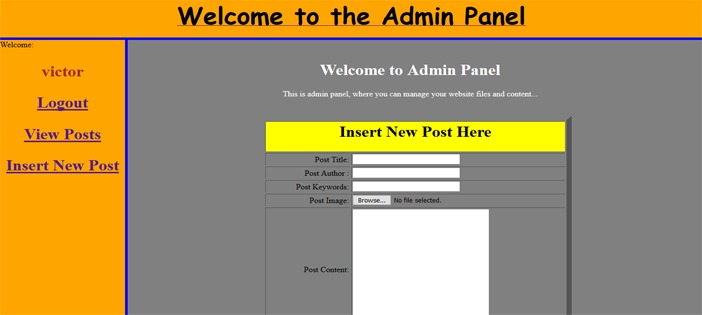 Welcome to the Admin Panel
Welcome:
victor
Logout
View Posts
Insert New Post
Welcome to Admin Panel
This is admin panel, where you can manage your website files and content...
Insert New Post Here
Post Title:
Post Author :
Post Keywords:
Post Image: Browse... No file selected.
Post Content: